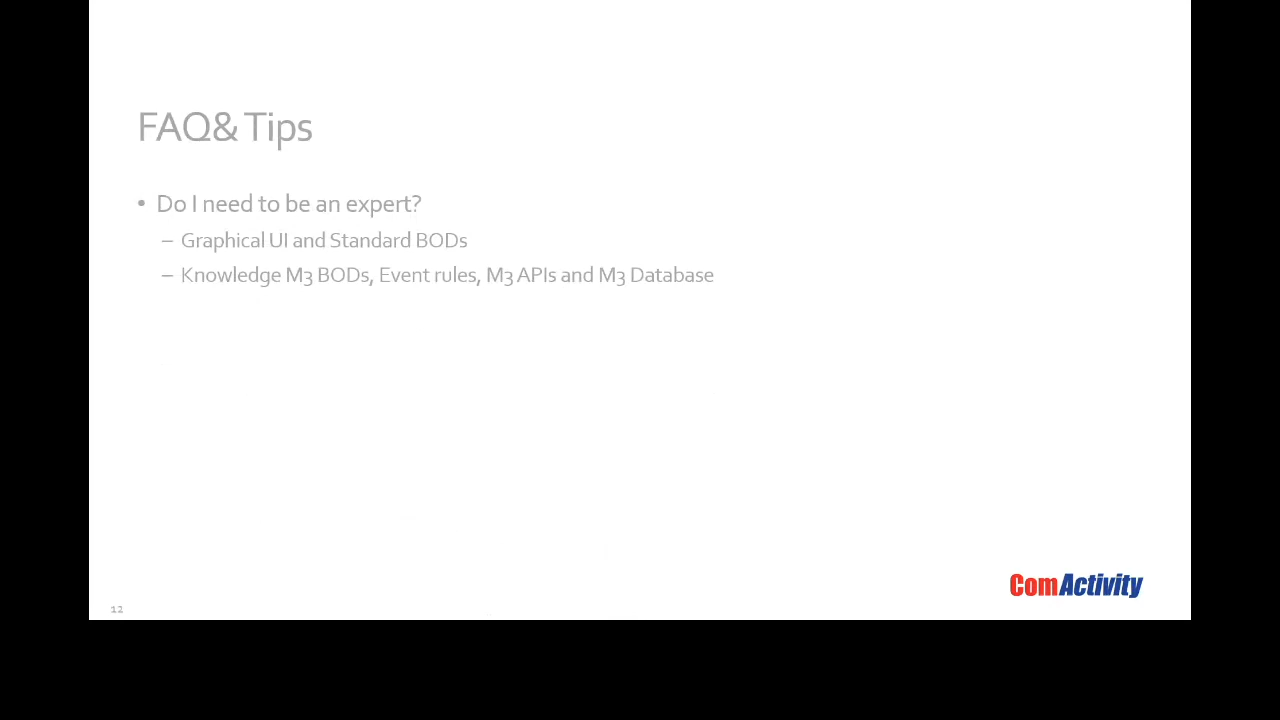 FAQ& Tips
• Do I need to be an expert?
– Graphical UI and Standard BODs
– Knowledge M3 BODs, Event rules, M3 APIs and M3 Database
ComActivity
12